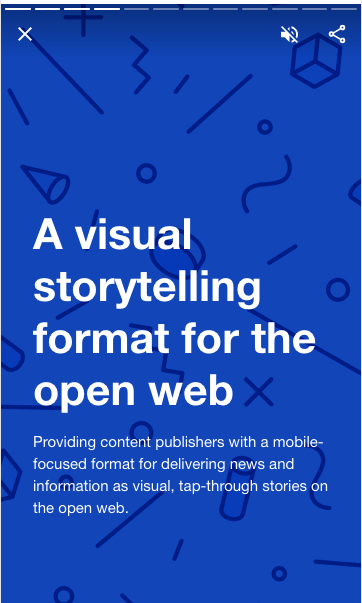 A visual
storytelling
format for the
open web
Providing content publishers with a mobile-
focused format for delivering news and
information as visual, tap-through stories on
the open web.